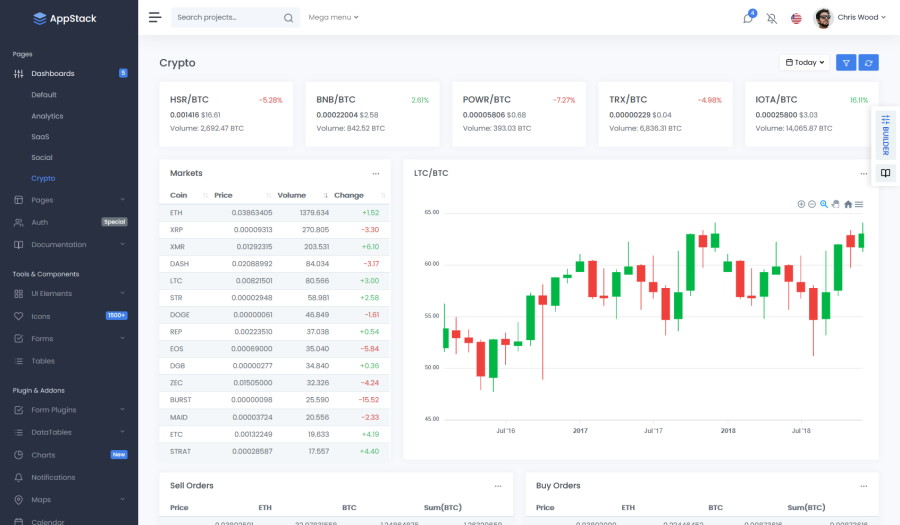 AppStack
Search projects...
Mega menu
4
Chris Wood
Pages
Dashboards
5
Default
Analytics
SaaS
Social
Crypto
Pages
Auth
Special
Documentation
Tools & Components
UI Elements
Icons
1500+
Forms
Tables
Plugin & Addons
Form Plugins
DataTables
Charts
New
Notifications
Maps
Calendar
Crypto
Today
HSR/BTC -5.28%
0.001416 $16.61
Volume: 2,692.47 BTC
BNB/BTC 2.61%
0.00022004 $2.58
Volume: 842.52 BTC
POWR/BTC -7.27%
0.00005806 $0.68
Volume: 393.03 BTC
TRX/BTC -4.98%
0.00000229 $0.04
Volume: 6,836.31 BTC
IOTA/BTC 16.11%
0.00025800 $3.03
Volume: 14,065.87 BTC
BUILDER
Markets
Coin Price Volume Change
ETH 0.03863405 1379.634 +1.52
XRP 0.00009313 270.805 -3.30
XMR 0.01292315 203.531 +6.10
DASH 0.02088992 84.034 -3.17
LTC 0.00821501 80.566 +3.00
STR 0.00002948 58.981 +2.58
DOGE 0.00000061 46.849 -1.61
REP 0.00223510 37.038 +0.54
EOS 0.00069000 35.040 -5.84
DGB 0.00000277 34.840 +0.36
ZEC 0.01505000 32.326 -4.24
BURST 0.00000098 25.590 -15.52
MAID 0.00003724 20.556 -2.33
ETC 0.00132249 19.633 +4.19
STRAT 0.00028587 17.557 +4.40
LTC/BTC
65.00
60.00
55.00
50.00
45.00
Jul '16 2017 Jul '17 2018 Jul '18
Sell Orders
Price ETH BTC Sum(BTC)
Buy Orders
Price ETH BTC Sum(BTC)